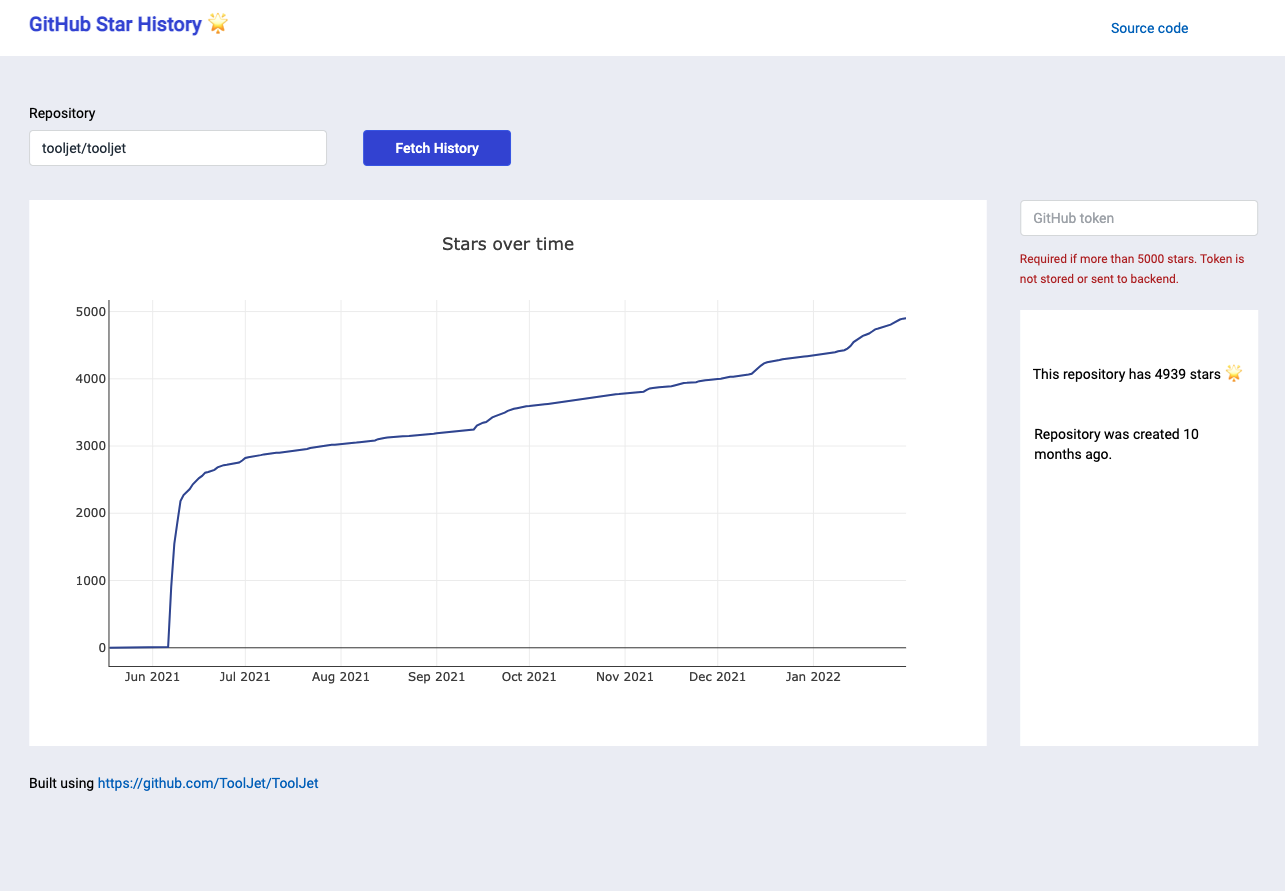 GitHub Star History 🌟
Source code
Repository
tooljet/tooljet
Fetch History
Stars over time
5000
4000
3000
2000
1000
0
Jun 2021
Jul 2021
Aug 2021
Sep 2021
Oct 2021
Nov 2021
Dec 2021
Jan 2022
GitHub token
Required if more than 5000 stars. Token is
not stored or sent to backend.
This repository has 4939 stars 🌟
Repository was created 10
months ago.
Built using https://github.com/ToolJet/ToolJet